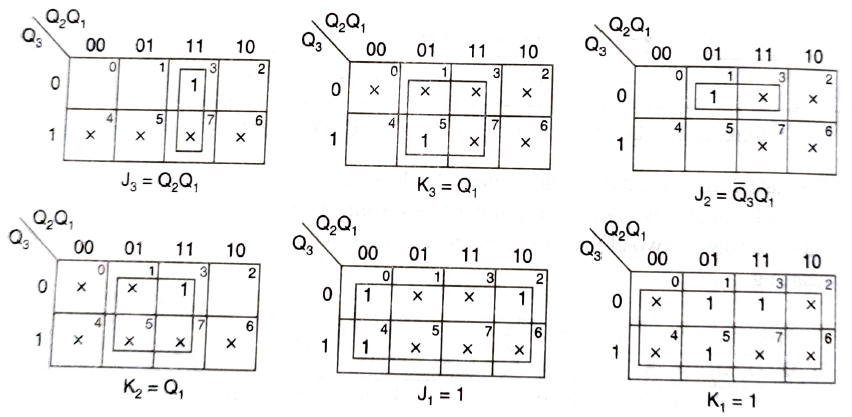 Q₂Q₁
Q₃ 00 01 11 10
0 0 1 1 3 2
1 × 4 × 5 × 7 × 6
J₃ = Q₂Q₁
Q₂Q₁
Q₃ 00 01 11 10
0 × 0 × 1 × 3 × 2
1 4 1 5 × 7 × 6
K₃ = Q₁
Q₂Q₁
Q₃ 00 01 11 10
0 0 1 1 × 3 × 2
1 4 5 × 7 × 6
J₂ = Q̅₃Q₁
Q₂Q₁
Q₃ 00 01 11 10
0 × 0 × 1 1 3 2
1 × 4 × 5 × 7 × 6
K₂ = Q₁
Q₂Q₁
Q₃ 00 01 11 10
0 1 0 × 1 × 3 1 2
1 1 4 × 5 × 7 × 6
J₁ = 1
Q₂Q₁
Q₃ 00 01 11 10
0 × 0 1 1 1 3 × 2
1 × 4 1 5 × 7 × 6
K₁ = 1